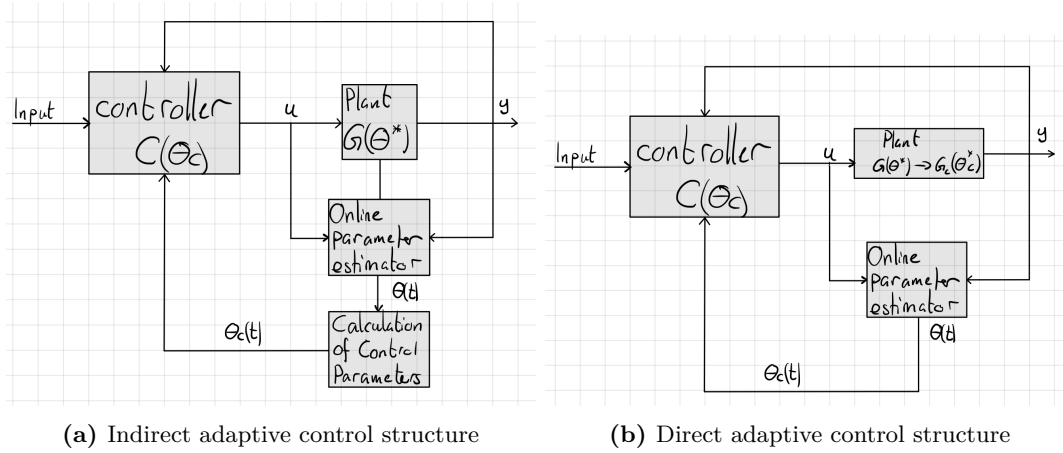 Input
controller
C(θc)
u
Plant
G(θ*)
y
Online
parameter
estimator
θ(t)
Calculation
of Control
Parameters
θc(t)
(a) Indirect adaptive control structure
Input
controller
C(θc)
u
Plant
G(θ*)→Gc(θc*)
y
Online
parameter
estimator
θ(t)
θc(t)
(b) Direct adaptive control structure